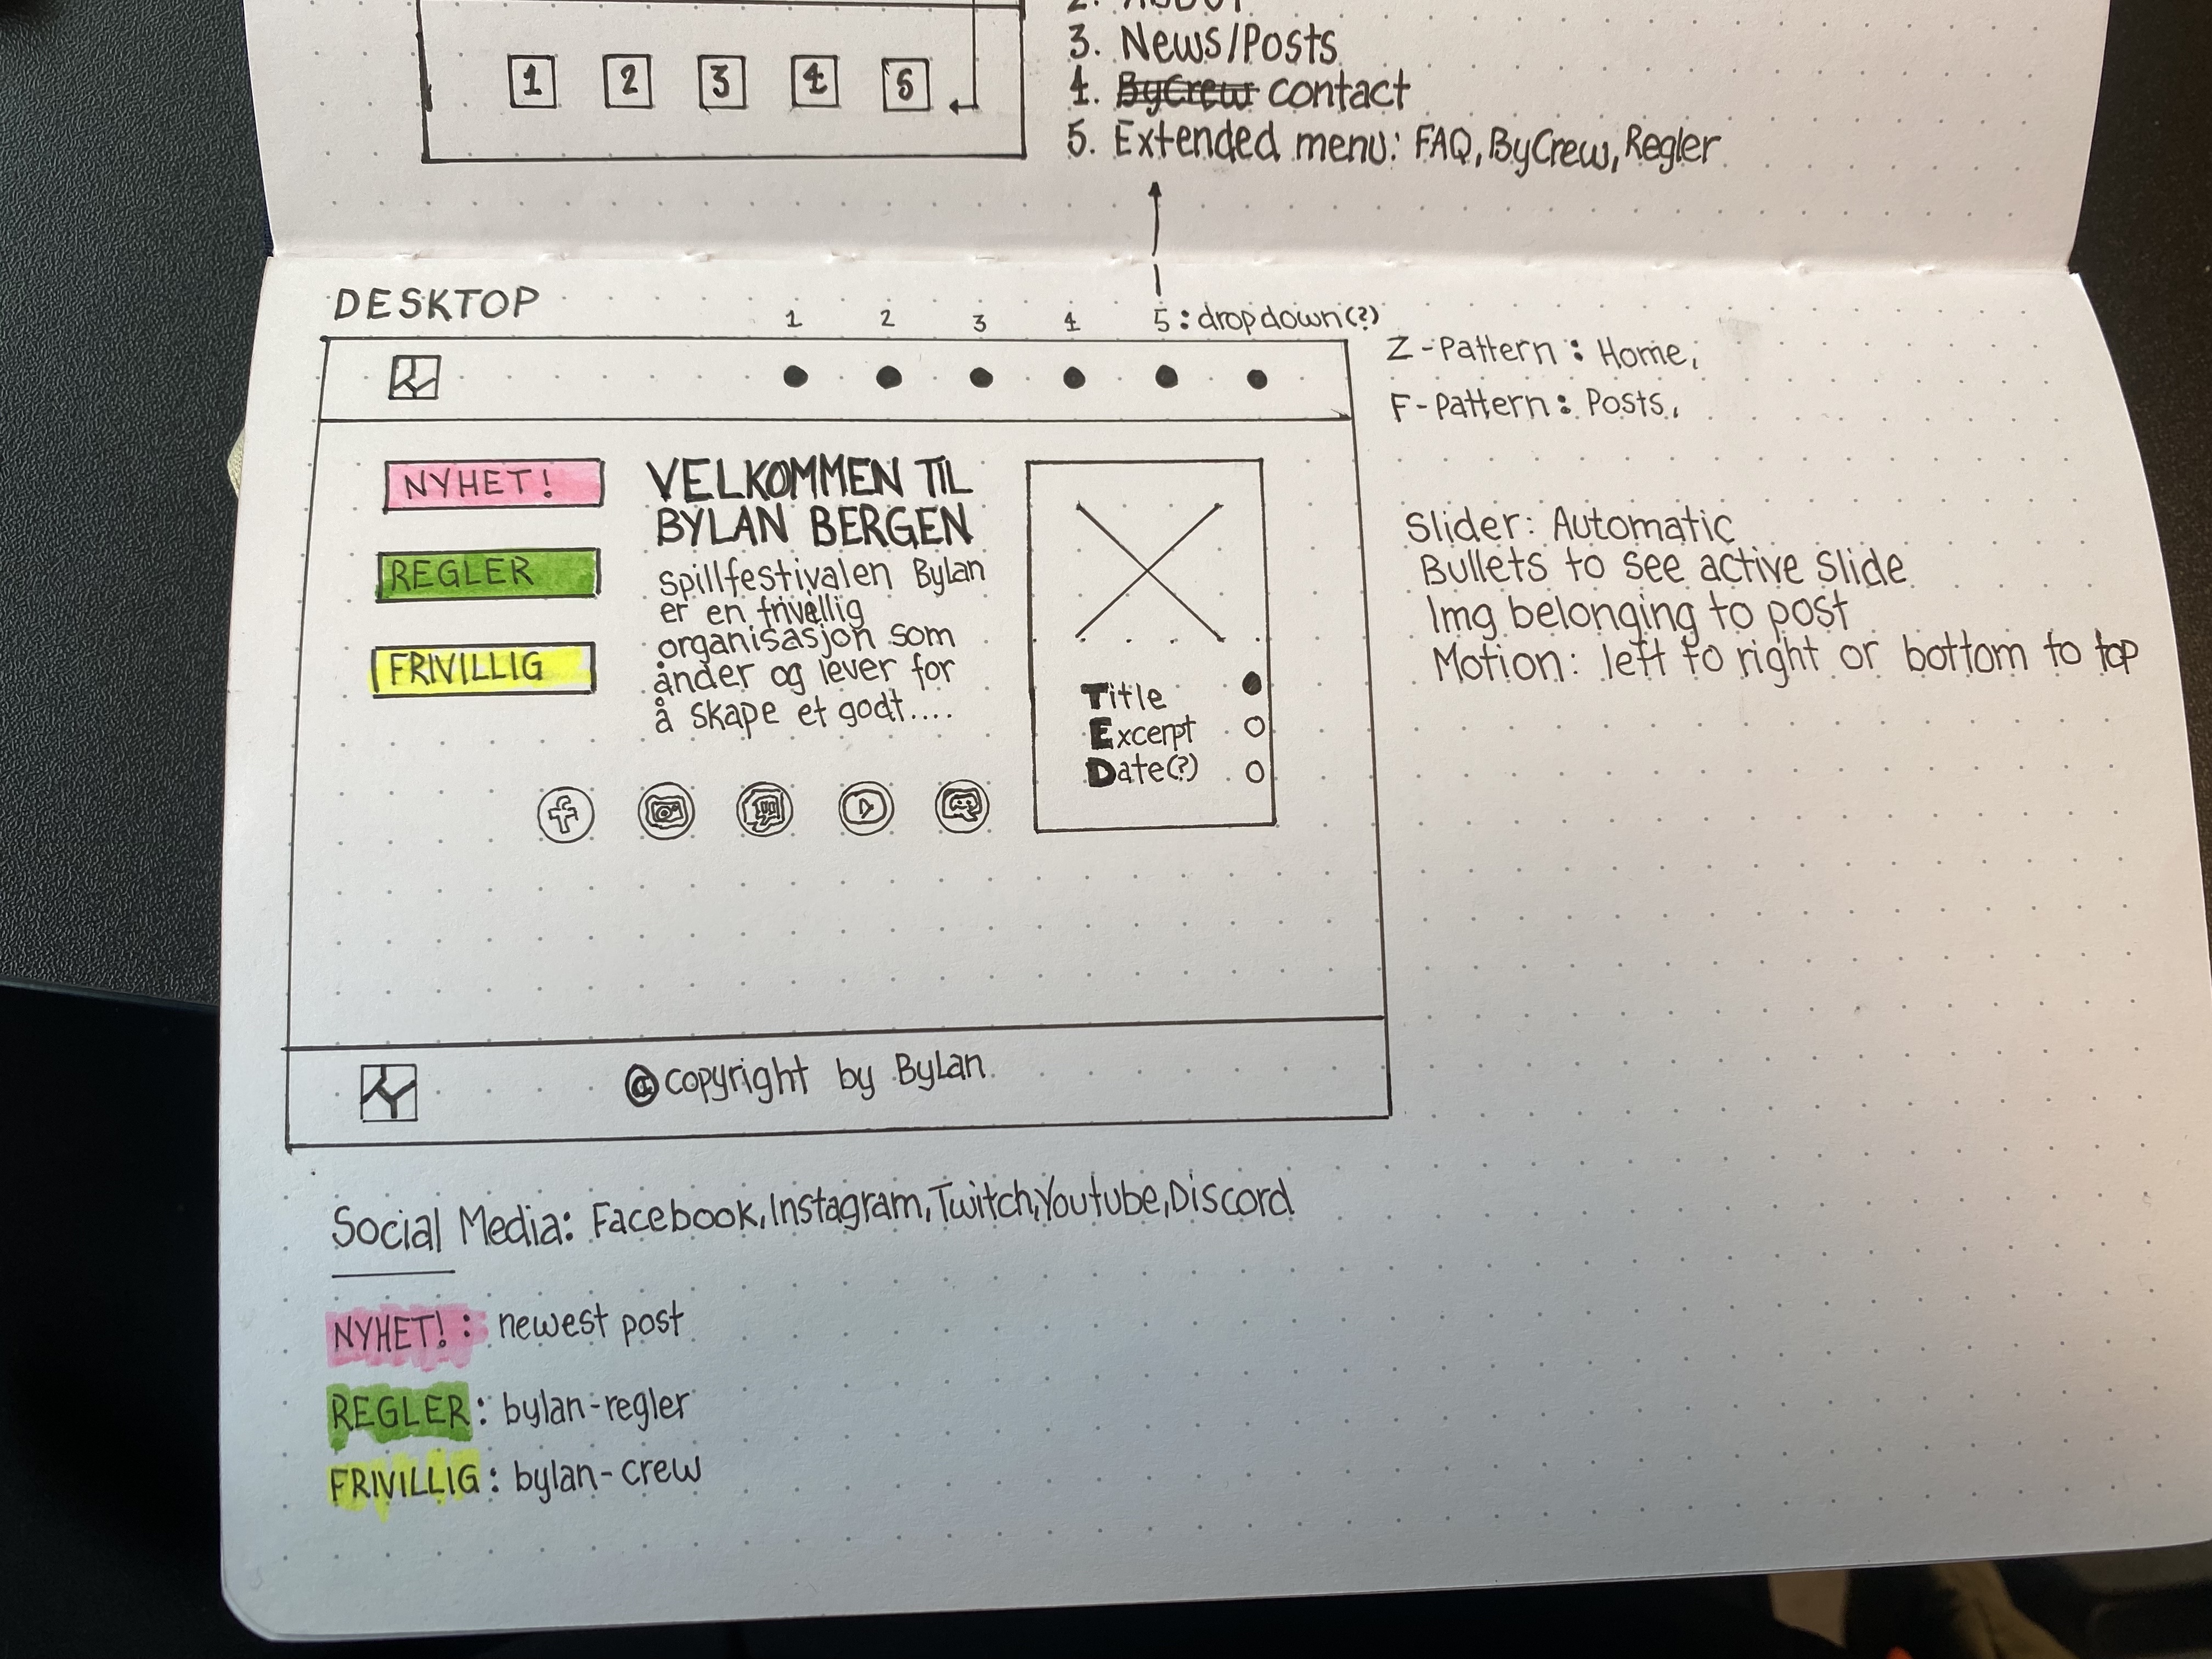 2. ABOUT
3. News/Posts
1 2 3 4 5
4. ByCrew contact
5. Extended menu: FAQ, ByCrew, Regler
DESKTOP
1 2 3 4 5: dropdown(?)
Z-Pattern: Home,
F-Pattern: Posts,
NYHET!
REGLER
FRIVILLIG
VELKOMMEN TIL
BYLAN BERGEN
Spillfestivalen Bylan
er en frivillig
organisasjon som
ånder og lever for
å skape et godt....
Title
Excerpt
Date(?)
Slider: Automatic
Bullets to see active slide
Img belonging to post
Motion: left to right or bottom to top
@copyright by Bylan
Social Media: Facebook, Instagram, Twitch, Youtube, Discord
NYHET!: newest post
REGLER: bylan-regler
FRIVILLIG: bylan-crew